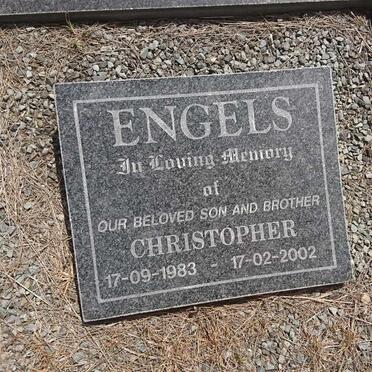 ENGELS
In Loving Memory
of
OUR BELOVED SON AND BROTHER
CHRISTOPHER
17-09-1983 - 17-02-2002